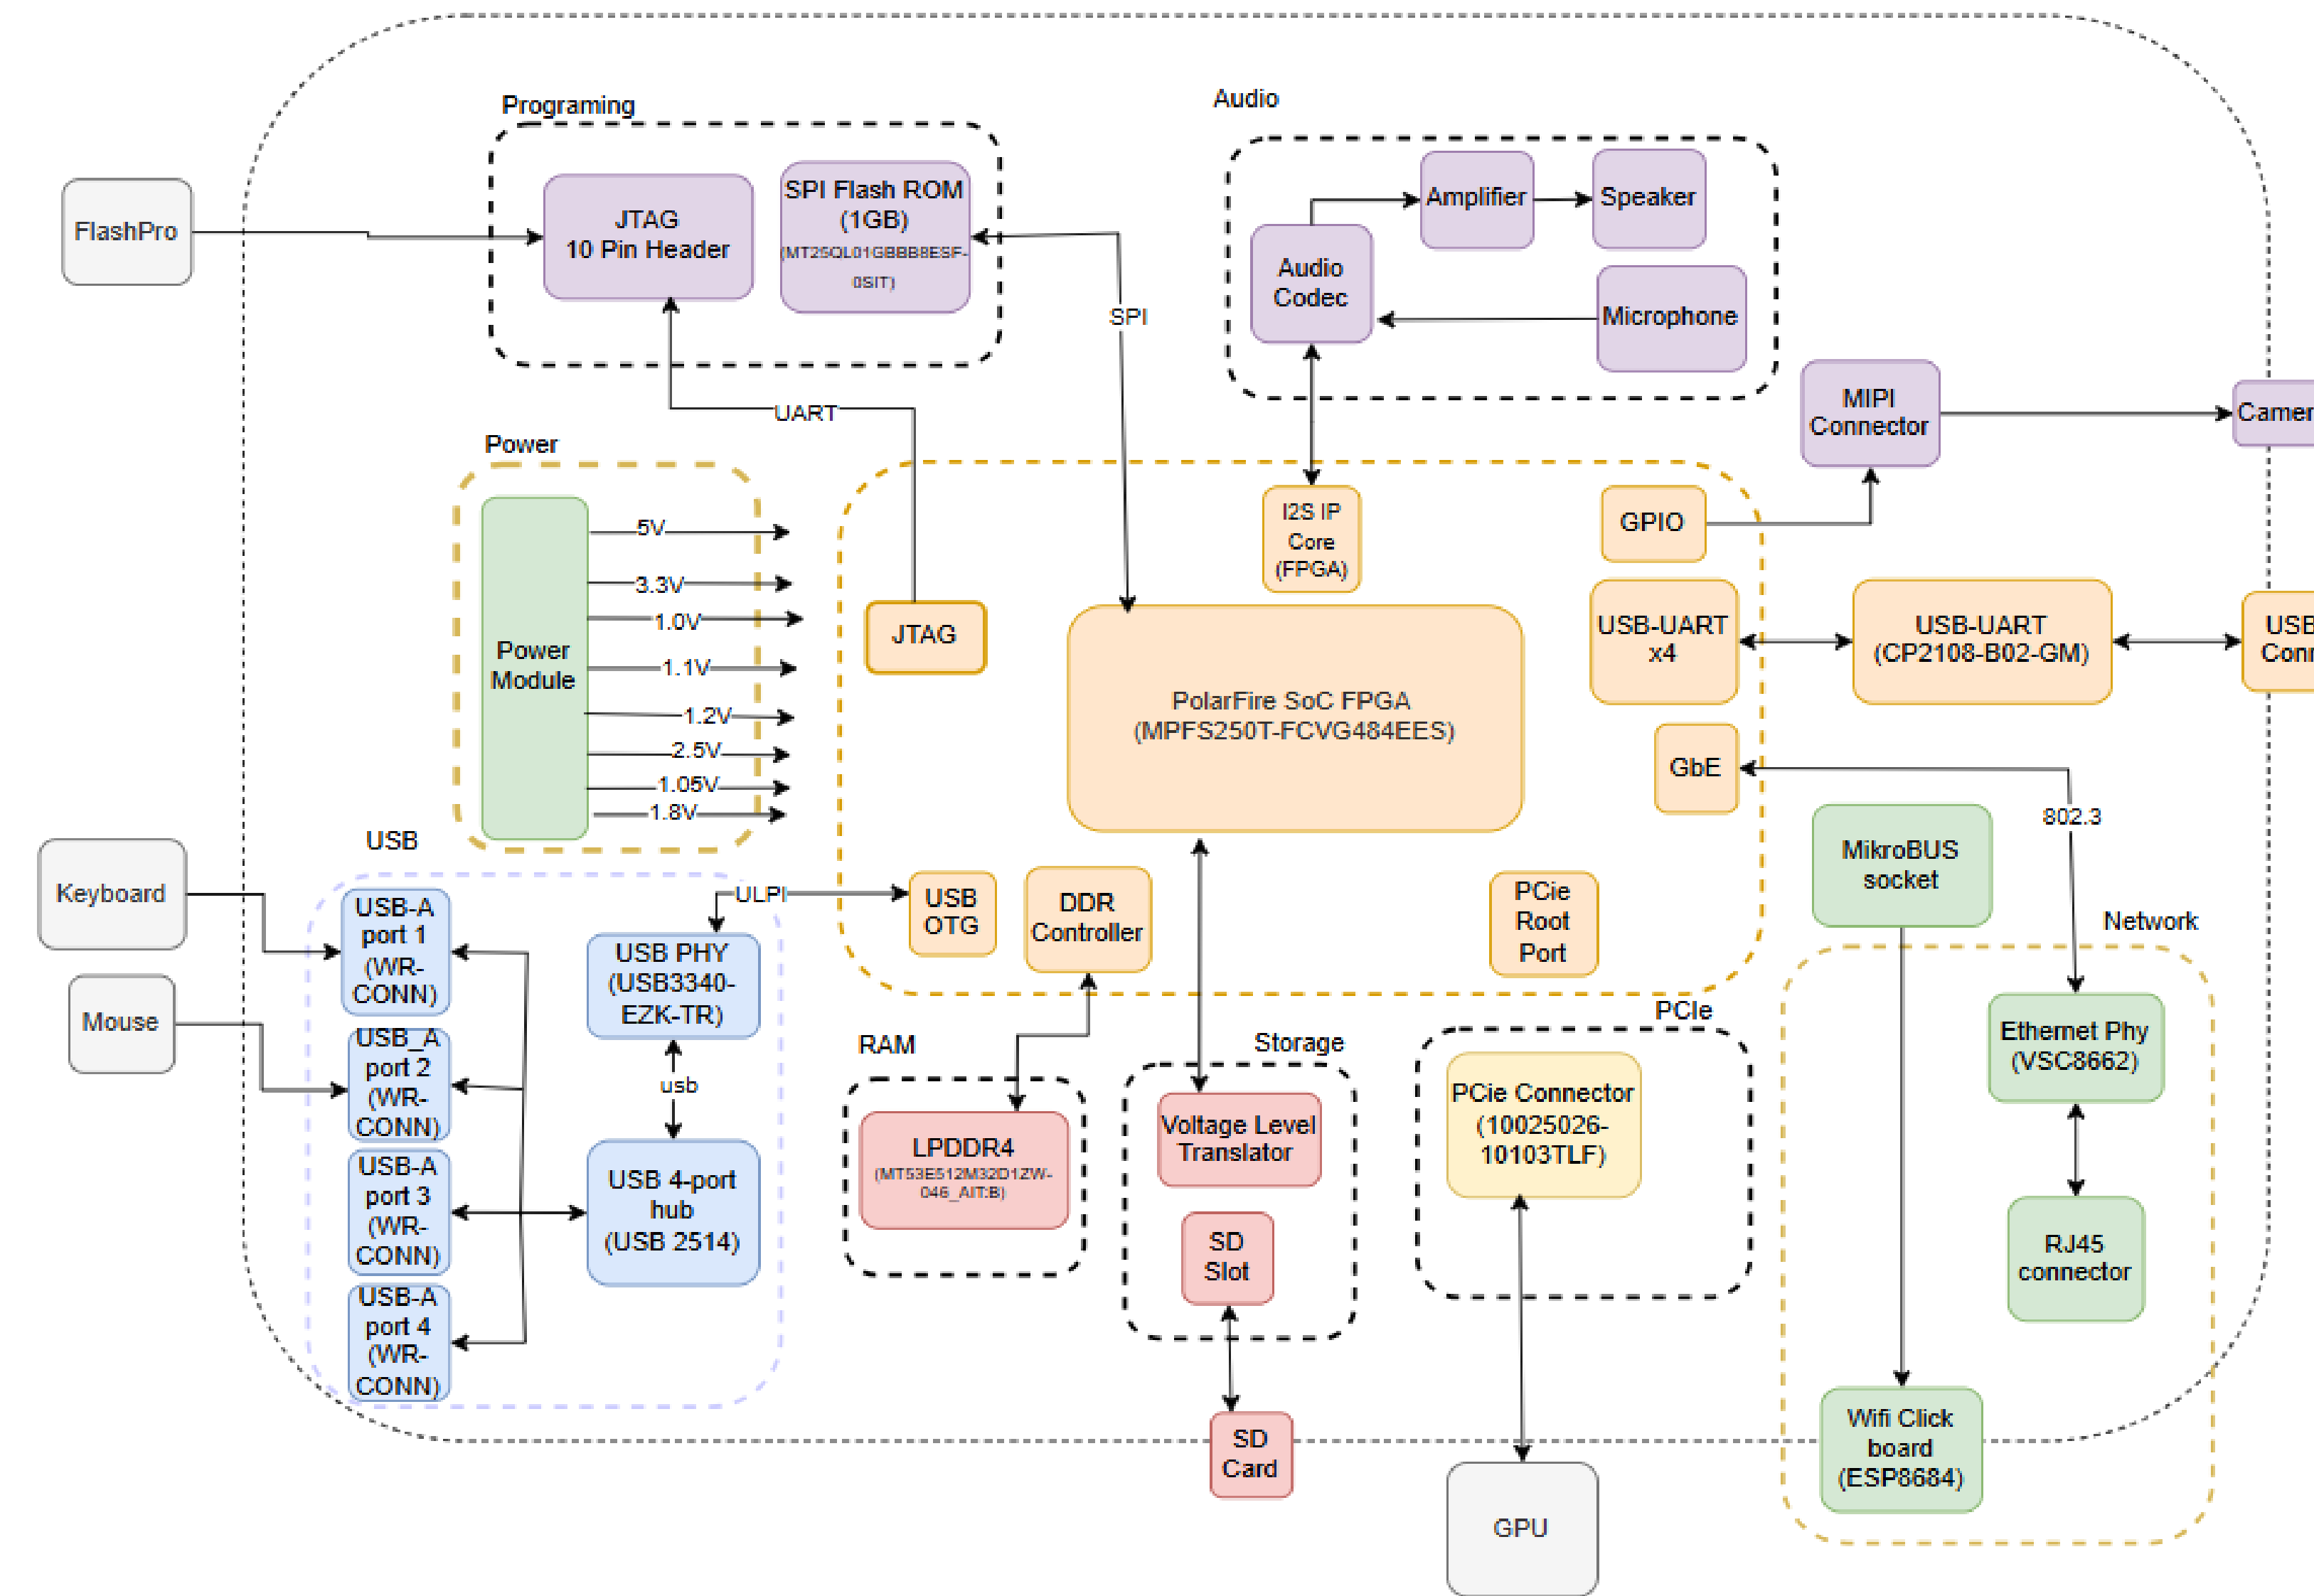 Programing
Audio
FlashPro
JTAG
10 Pin Header
SPI Flash ROM
(1GB)
(MT25QL01GBBB8ESF-
0SIT)
Amplifier
Speaker
Audio
Codec
Microphone
SPI
UART
MIPI
Connector
Camer
Power
Power
Module
5V
3.3V
1.0V
1.1V
1.2V
2.5V
1.05V
1.8V
JTAG
I2S IP
Core
(FPGA)
GPIO
USB-UART
x4
USB-UART
(CP2108-B02-GM)
USB
Conn
PolarFire SoC FPGA
(MPFS250T-FCVG484EES)
GbE
802.3
MikroBUS
socket
Network
USB
Keyboard
Mouse
USB-A
port 1
(WR-
CONN)
USB_A
port 2
(WR-
CONN)
USB-A
port 3
(WR-
CONN)
USB-A
port 4
(WR-
CONN)
ULPI
USB PHY
(USB3340-
EZK-TR)
usb
USB 4-port
hub
(USB 2514)
USB
OTG
DDR
Controller
PCie
Root
Port
RAM
LPDDR4
(MT53E512M32D1ZW-
046_AIT:B)
Storage
Voltage Level
Translator
SD
Slot
SD
Card
PCIe
PCie Connector
(10025026-
10103TLF)
GPU
Ethernet Phy
(VSC8662)
RJ45
connector
Wifi Click
board
(ESP8684)